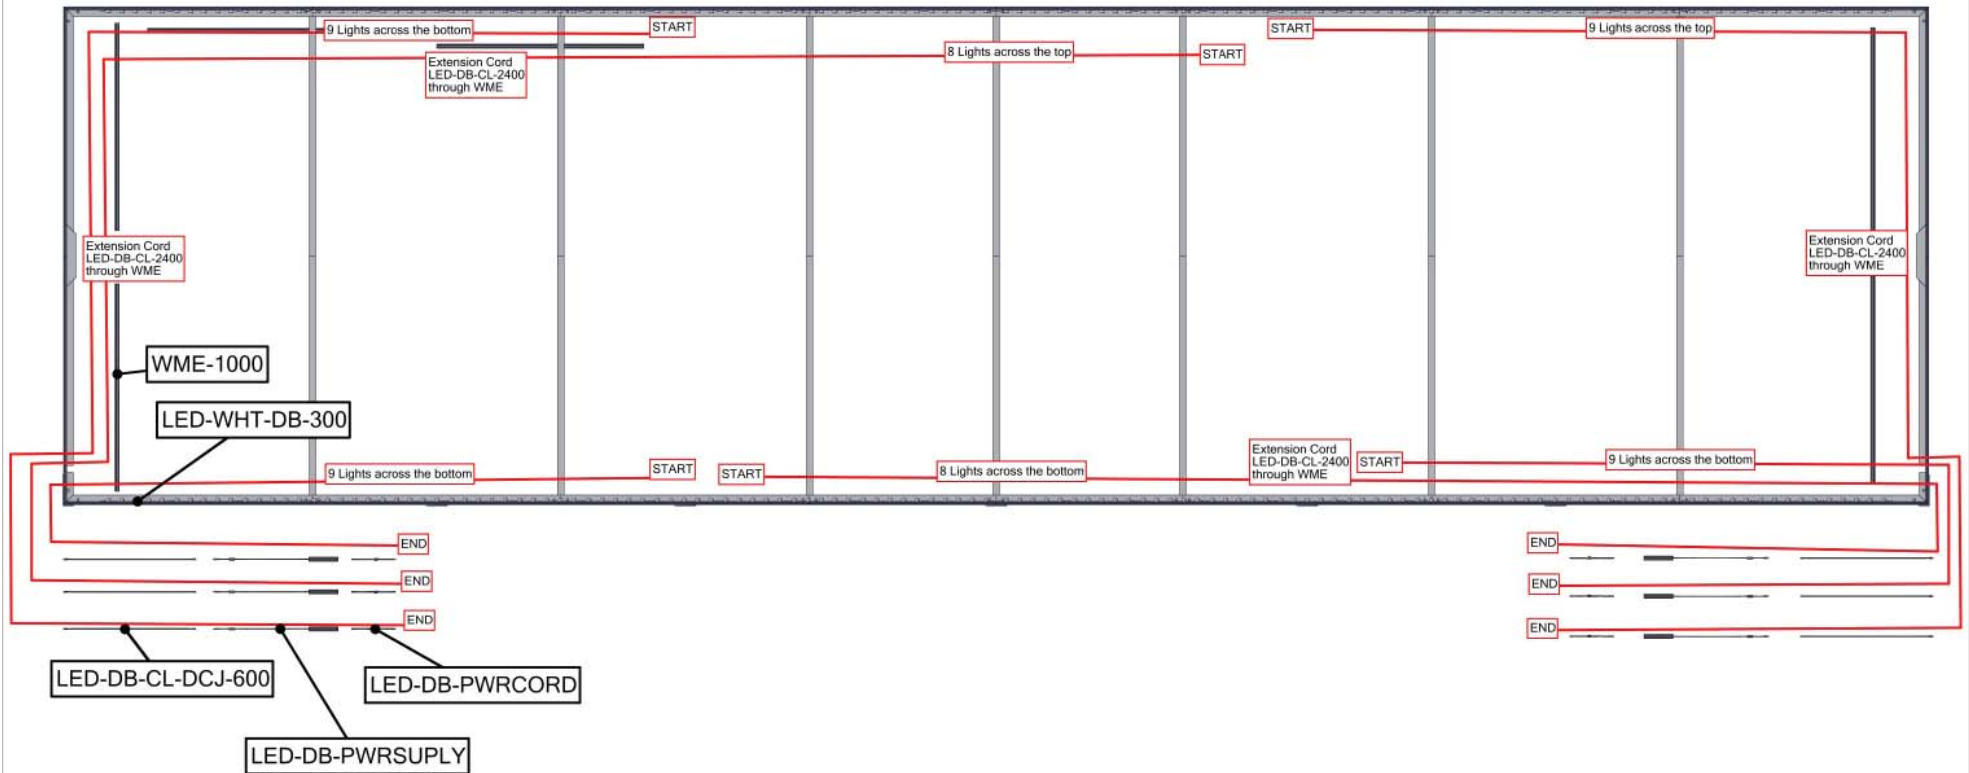 9 Lights across the bottom
START
START
9 Lights across the top
8 Lights across the top
START
Extension Cord
LED-DB-CL-2400
through WME
Extension Cord
LED-DB-CL-2400
through WME
Extension Cord
LED-DB-CL-2400
through WME
WME-1000
LED-WHT-DB-300
9 Lights across the bottom
START
START
8 Lights across the bottom
Extension Cord
LED-DB-CL-2400
through WME
START
9 Lights across the bottom
END
END
END
END
END
END
LED-DB-CL-DCJ-600
LED-DB-PWRCORD
LED-DB-PWRSUPLY